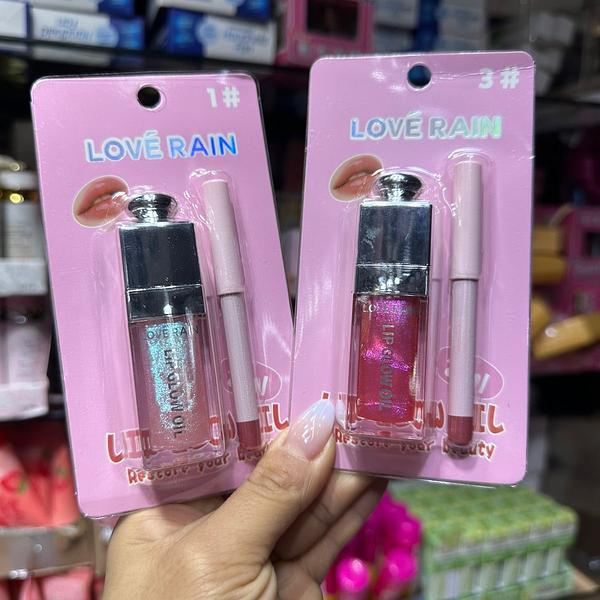 1#
LOVÉ RAIN
LOVE RAIN
LIP GLOW OIL
Restore your
3#
LOVÉ RAIN
LIP GLOW OIL
Restore your Beauty